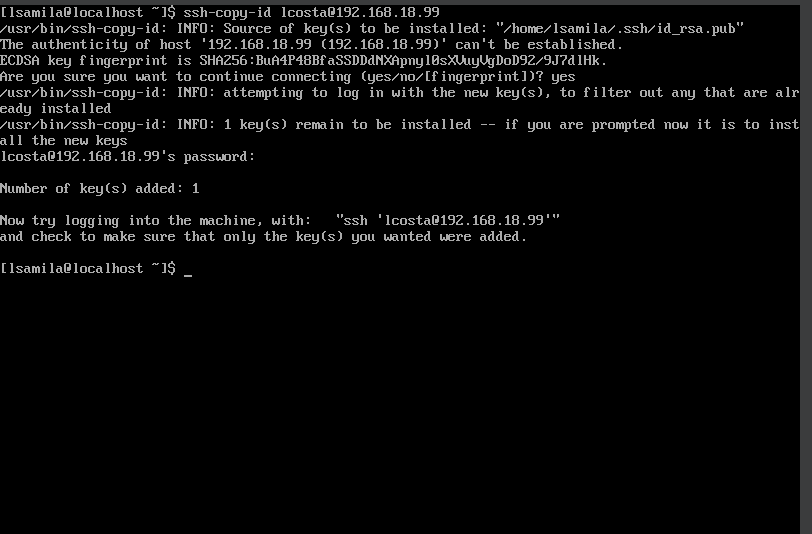 [lsamila@localhost ~]$ ssh-copy-id lcosta@192.168.18.99
/usr/bin/ssh-copy-id: INFO: Source of key(s) to be installed: "/home/lsamila/.ssh/id_rsa.pub"
The authenticity of host '192.168.18.99 (192.168.18.99)' can't be established.
ECDSA key fingerprint is SHA256:BuA4P48BfaSSDDdNXApnyl0sXVuyVgDoD92/9J7dlHk.
Are you sure you want to continue connecting (yes/no/[fingerprint])? yes
/usr/bin/ssh-copy-id: INFO: attempting to log in with the new key(s), to filter out any that are alr
eady installed
/usr/bin/ssh-copy-id: INFO: 1 key(s) remain to be installed -- if you are prompted now it is to inst
all the new keys
lcosta@192.168.18.99's password:
Number of key(s) added: 1
Now try logging into the machine, with:   "ssh 'lcosta@192.168.18.99'"
and check to make sure that only the key(s) you wanted were added.
[lsamila@localhost ~]$ _